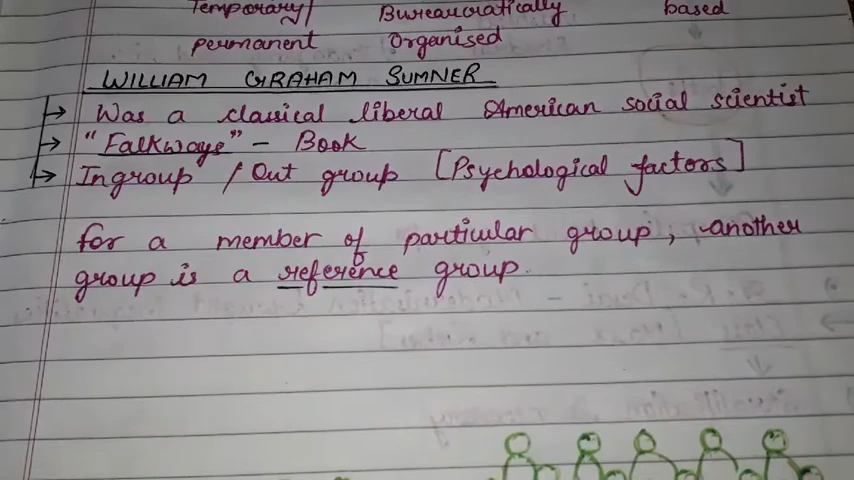 Temporary/ Bureaucratically based
permanent Organised
WILLIAM GRAHAM SUMNER
Was a classical liberal American social scientist
"Falkways" - Book
Ingroup / Out group [Psychological factors]
for a member of particular group, another
group is a reference group.